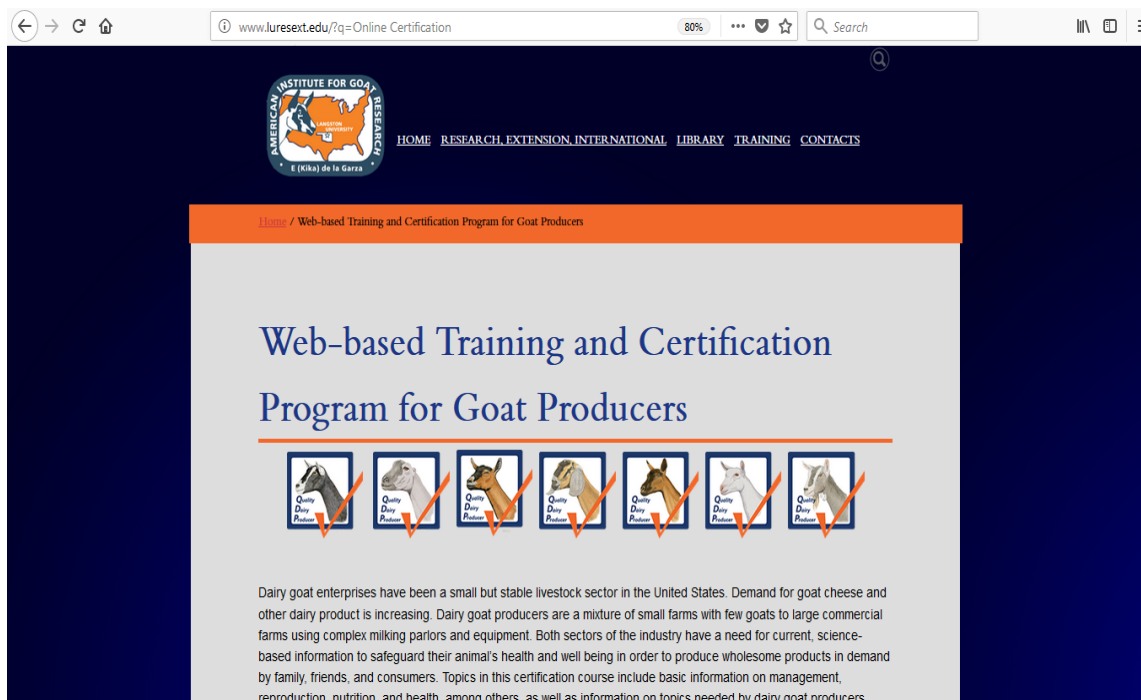 www.luresext.edu/?q=Online Certification
80%
Search
AMERICAN INSTITUTE FOR GOAT RESEARCH
LANGSTON
UNIVERSITY
E (Kika) de la Garza
HOME RESEARCH, EXTENSION, INTERNATIONAL LIBRARY TRAINING CONTACTS
Home / Web-based Training and Certification Program for Goat Producers
Web-based Training and Certification
Program for Goat Producers
Quality Quality Quality Quality Quality Quality Quality
Dairy Dairy Dairy Dairy Dairy Dairy Dairy
Producer Producer Producer Producer Producer Producer Producer
Dairy goat enterprises have been a small but stable livestock sector in the United States. Demand for goat cheese and
other dairy product is increasing. Dairy goat producers are a mixture of small farms with few goats to large commercial
farms using complex milking parlors and equipment. Both sectors of the industry have a need for current, science-
based information to safeguard their animal's health and well being in order to produce wholesome products in demand
by family, friends, and consumers. Topics in this certification course include basic information on management,
reproduction, nutrition, and health, among others, as well as information on topics needed by dairy goat producers